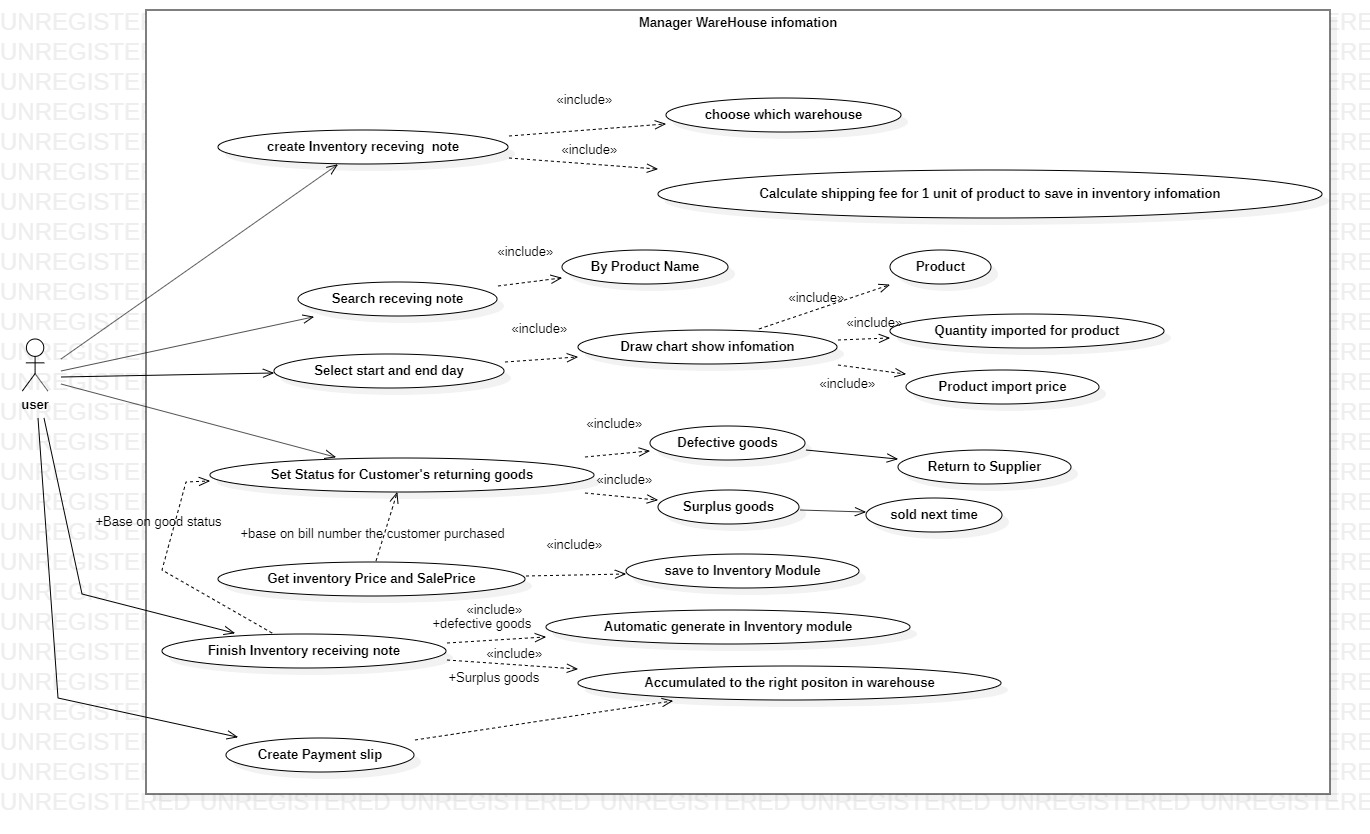 Manager WareHouse infomation
«include»
choose which warehouse
create Inventory receving  note
«include»
Calculate shipping fee for 1 unit of product to save in inventory infomation
«include»
By Product Name
Product
Search receving note
«include»
«include»
«include»
Quantity imported for product
Draw chart show infomation
Select start and end day
«include»
Product import price
user
«include»
Defective goods
Return to Supplier
Set Status for Customer's returning goods
«include»
Surplus goods
sold next time
+Base on good status
+base on bill number the customer purchased
«include»
save to Inventory Module
Get inventory Price and SalePrice
«include»
+defective goods
Automatic generate in Inventory module
Finish Inventory receiving note
«include»
+Surplus goods
Accumulated to the right positon in warehouse
Create Payment slip
UNREGISTERED UNREGISTERED UNREGISTERED UNREGISTERED UNREGISTERED UNREGISTERED UNREGISTERED